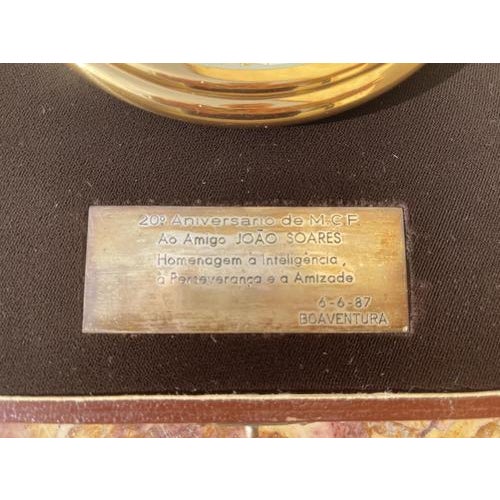 20º Aniversario de M.C F
Ao Amigo JOÃO SOARES
Homenagem à Inteligência ,
à Perseverança e a Amizade
6-6-87
BOAVENTURA